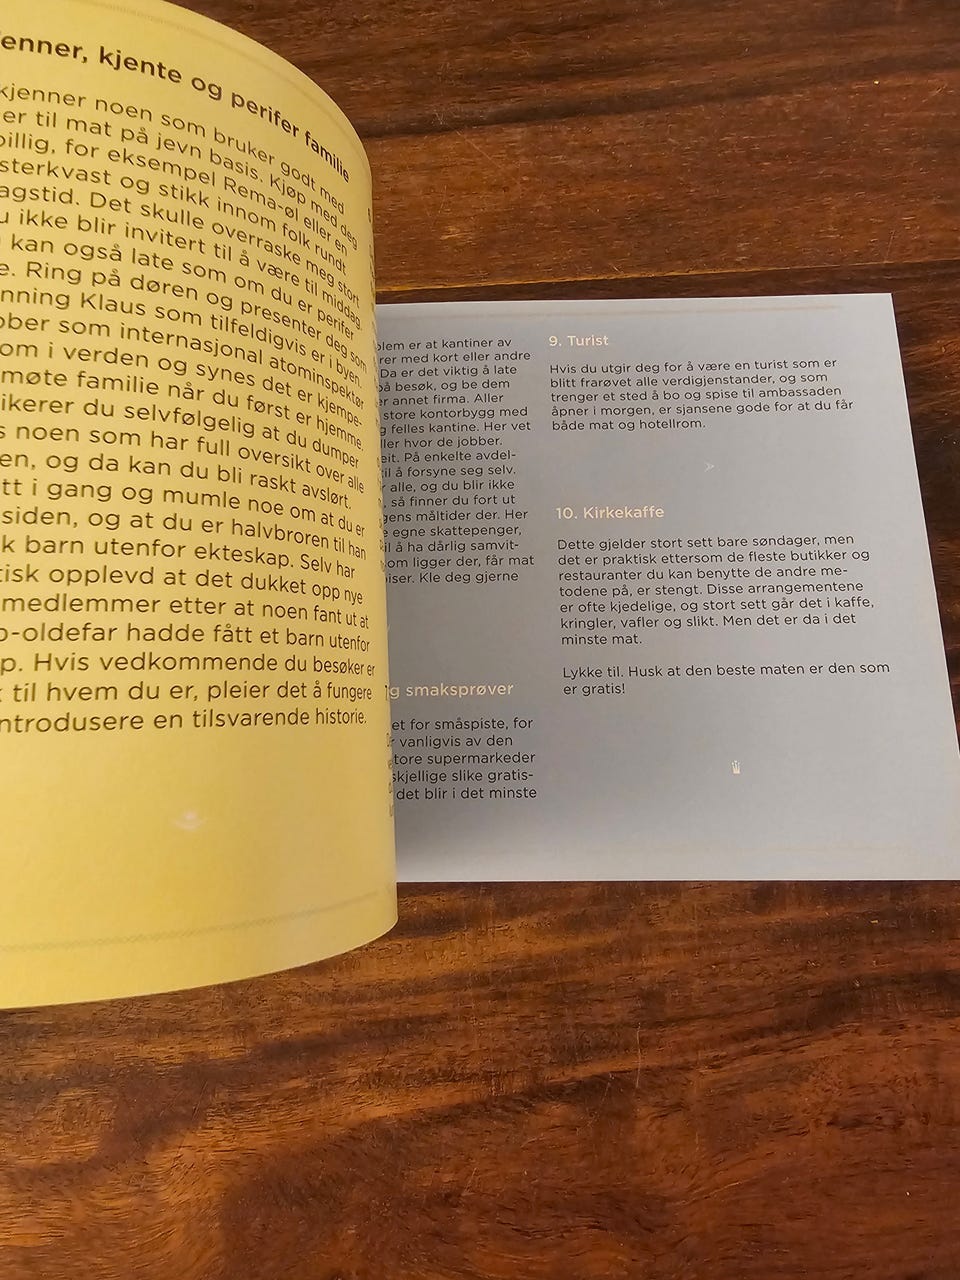 enner, kjente og perifer familie
kjenner noen som bruker godt med
er til mat på jevn basis. Kjøp med deg
billig, for eksempel Rema-øl eller en
sterkvast og stikk innom folk rundt
agstid. Det skulle overraske meg stort
u ikke blir invitert til å være til middag.
kan også late som om du er perifer
e. Ring på døren og presenter deg som
nning Klaus som tilfeldigvis er i byen.
bber som internasjonal atominspektør
om i verden og synes det er kjempe-
møte familie når du først er hjemme.
ikerer du selvfølgelig at du dumper
s noen som har full oversikt over alle
en, og da kan du bli raskt avslørt.
tt i gang og mumle noe om at du er
siden, og at du er halvbroren til han
k barn utenfor ekteskap. Selv har
tisk opplevd at det dukket opp nye
medlemmer etter at noen fant ut at
o-oldefar hadde fått et barn utenfor
p. Hvis vedkommende du besøker er
til hvem du er, pleier det å fungere
ntrodusere en tilsvarende historie.
blem er at kantiner av
rer med kort eller andre
Da er det viktig å late
på besøk, og be dem
er annet firma. Aller
store kontorbygg med
g felles kantine. Her vet
ller hvor de jobber.
eit. På enkelte avdel-
til å forsyne seg selv.
r alle, og du blir ikke
, så finner du fort ut
gens måltider der. Her
e egne skattepenger,
il å ha dårlig samvit-
om ligger der, får mat
iser. Kle deg gjerne
g smaksprøver
et for småspiste, for
r vanligvis av den
tore supermarkeder
skjellige slike gratis-
det blir i det minste
9. Turist
Hvis du utgir deg for å være en turist som er
blitt frarøvet alle verdigjenstander, og som
trenger et sted å bo og spise til ambassaden
åpner i morgen, er sjansene gode for at du får
både mat og hotellrom.
10. Kirkekaffe
Dette gjelder stort sett bare søndager, men
det er praktisk ettersom de fleste butikker og
restauranter du kan benytte de andre me-
todene på, er stengt. Disse arrangementene
er ofte kjedelige, og stort sett går det i kaffe,
kringler, vafler og slikt. Men det er da i det
minste mat.
Lykke til. Husk at den beste maten er den som
er gratis!